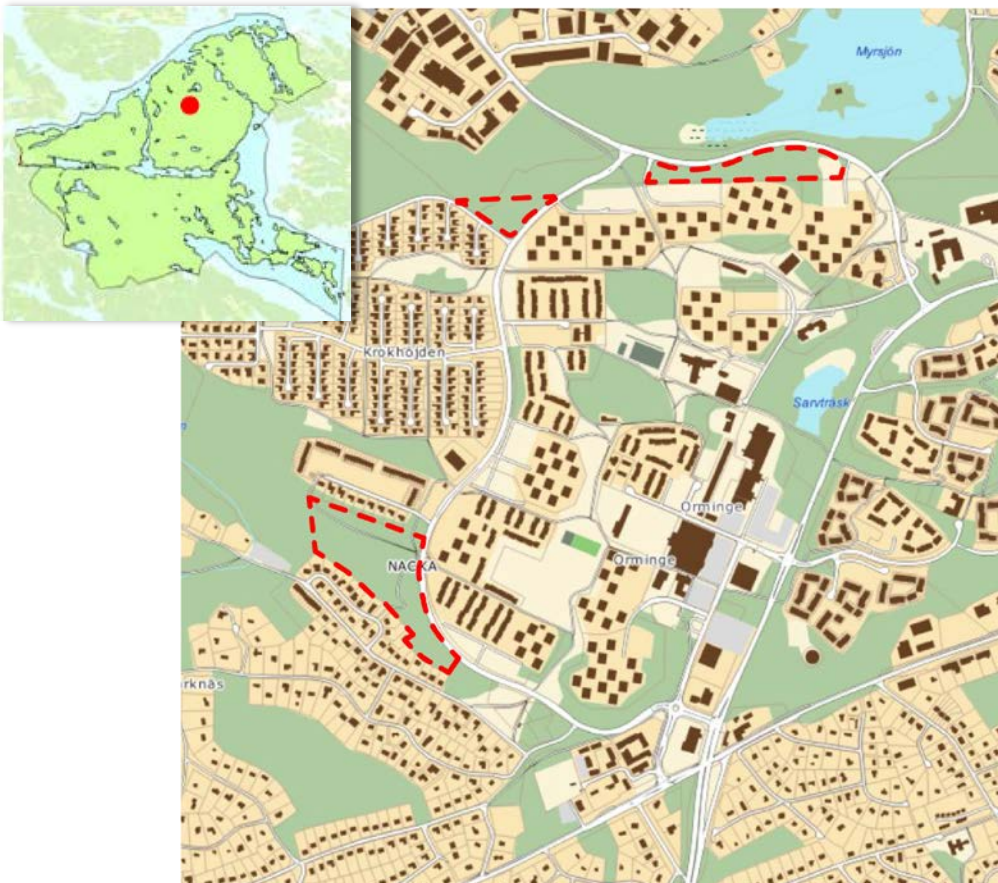 Myrsjön
Krokhöjden
Sarvträsk
Orminge
NACKA
Orminge
rknäs